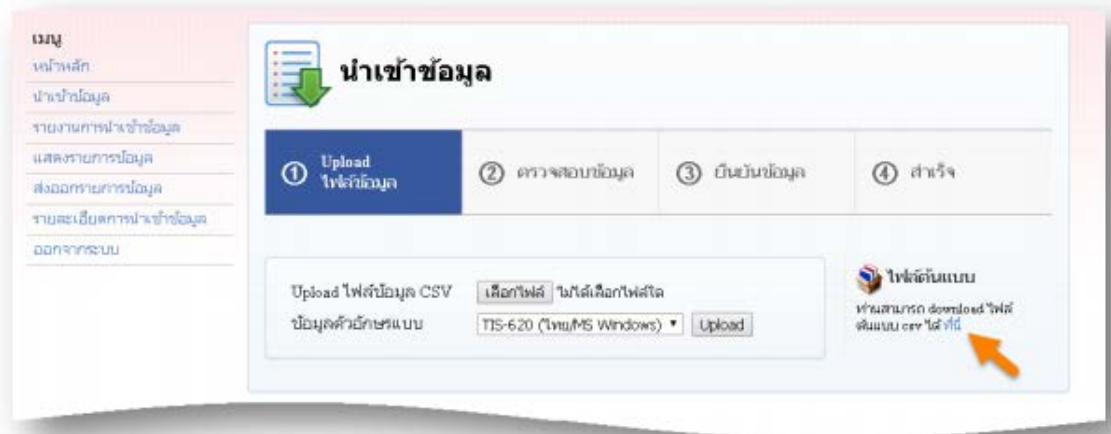 เมนู
หน้าหลัก
นำเข้าข้อมูล
รายงานการนำเข้าข้อมูล
แสดงรายการข้อมูล
ส่งออกรายการข้อมูล
รายละเอียดการนำเข้าข้อมูล
ออกจากระบบ
นำเข้าข้อมูล
1 Upload
ไฟล์ข้อมูล
2 ตรวจสอบข้อมูล
3 ยืนยันข้อมูล
4 สำเร็จ
Upload ไฟล์ข้อมูล CSV เลือกไฟล์ ไม่ได้เลือกไฟล์ใด
ข้อมูลตัวอักษรแบบ TIS-620 (ไทย/MS Windows) Upload
ไฟล์ต้นแบบ
ท่านสามารถ download ไฟล์
ต้นแบบ csv ได้ ที่นี่